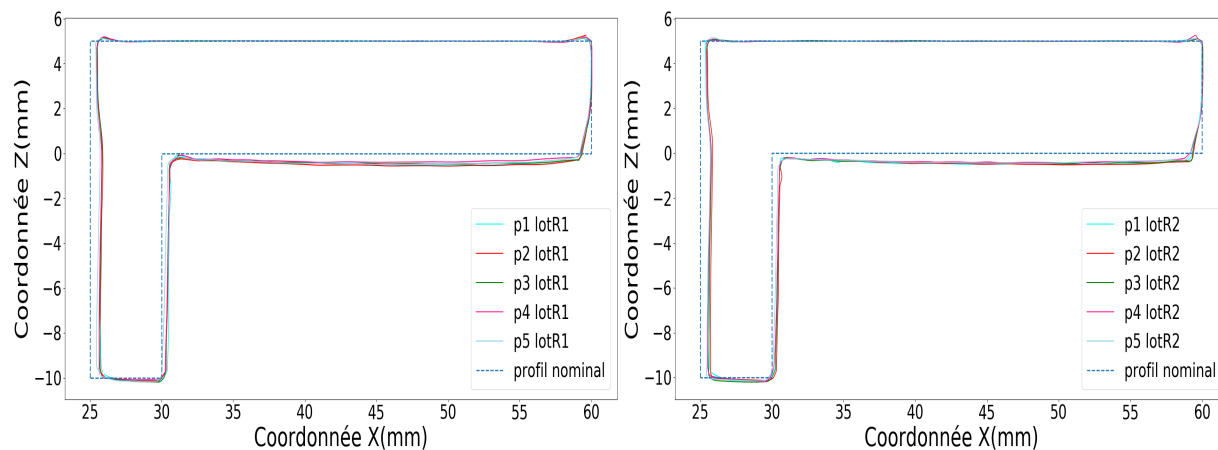 6
4
2
0
−2
−4
−6
−8
−10
Coordonnée Z(mm)
25
30
35
40
45
50
55
60
Coordonnée X(mm)
p1 lotR1
p2 lotR1
p3 lotR1
p4 lotR1
p5 lotR1
profil nominal
6
4
2
0
−2
−4
−6
−8
−10
Coordonnée Z(mm)
25
30
35
40
45
50
55
60
Coordonnée X(mm)
p1 lotR2
p2 lotR2
p3 lotR2
p4 lotR2
p5 lotR2
profil nominal